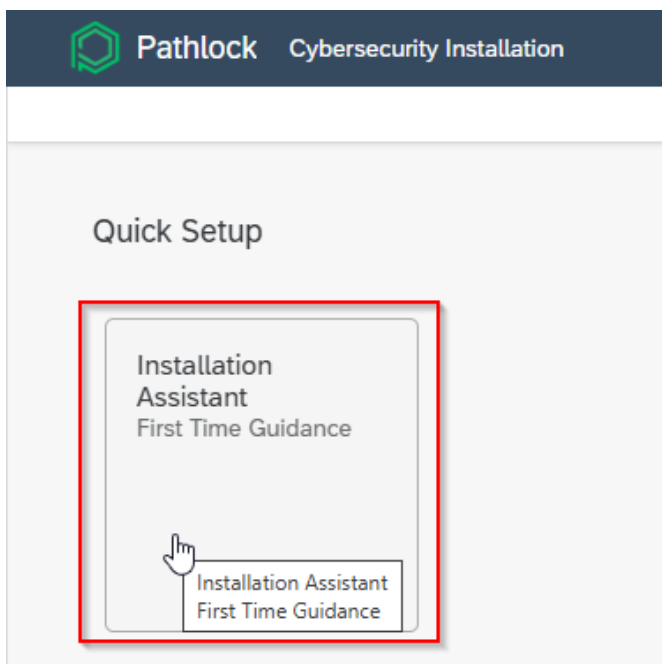 Pathlock Cybersecurity Installation
Quick Setup
Installation
Assistant
First Time Guidance
Installation Assistant
First Time Guidance